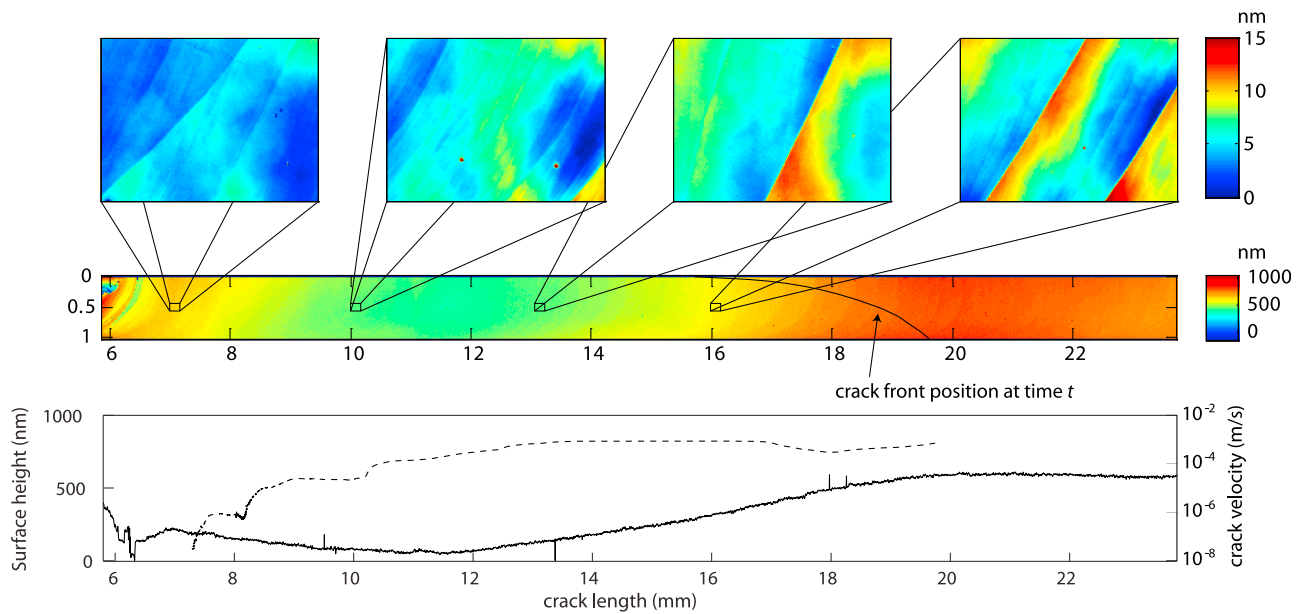 nm
15
10
5
0
nm
1000
500
0
0
0.5
1
6 8 10 12 14 16 18 20 22
crack front position at time t
Surface height (nm)
1000
500
0
10⁻²
10⁻⁴
10⁻⁶
10⁻⁸
crack velocity (m/s)
6 8 10 12 14 16 18 20 22
crack length (mm)